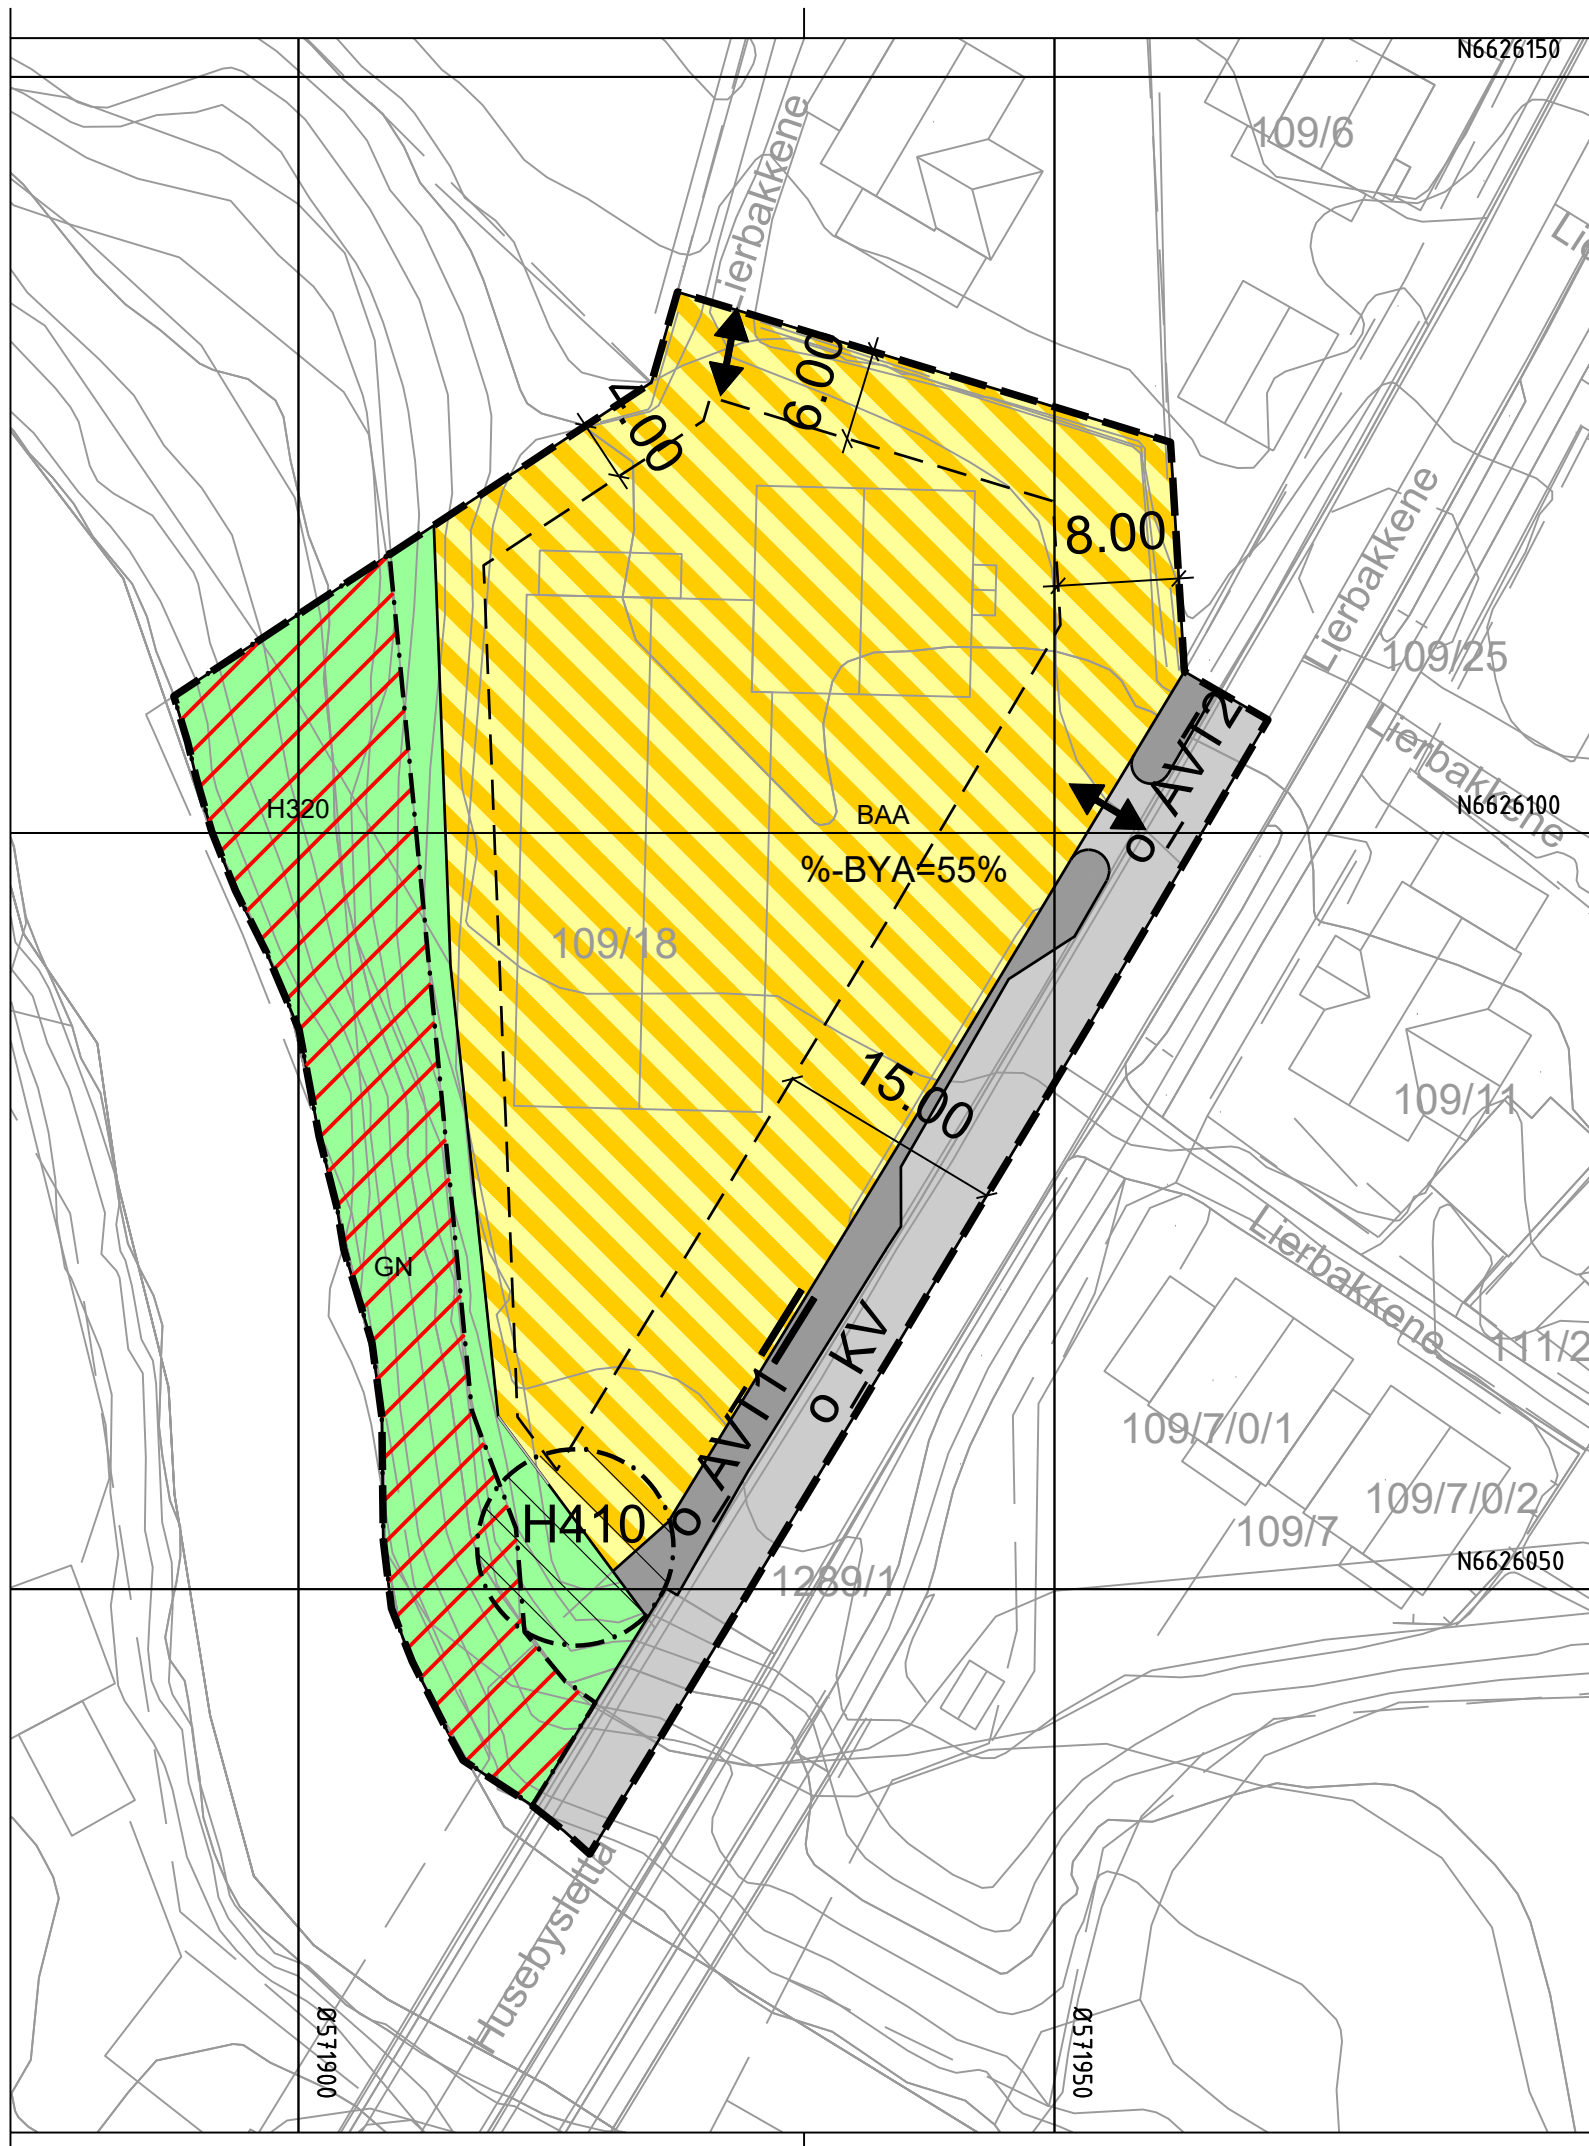 N6626150
109/6
Lierbakkene
6.00
4.00
8.00
Lierbakkene
109/25
Lierbakkene
o_AVT2
H320
BAA
N6626100
%-BYA=55%
109/18
15.00
109/11
Lierbakkene
GN
o_KV
111/2
o_AVT1
109/7/0/1
109/7/0/2
H410
109/7
N6626050
1289/1
Husebysletta
Ø571900
Ø571950